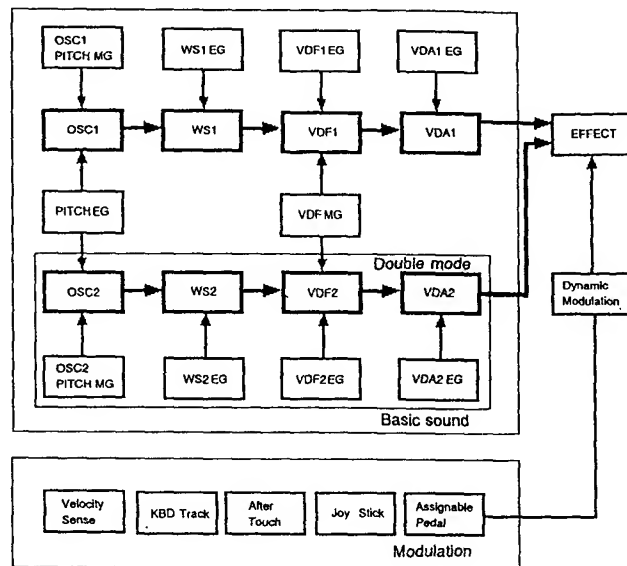 OSC1
PITCH MG
WS1 EG
VDF1 EG
VDA1 EG
OSC1
WS1
VDF1
VDA1
EFFECT
PITCH EG
VDF MG
Double mode
OSC2
WS2
VDF2
VDA2
Dynamic
Modulation
OSC2
PITCH MG
WS2 EG
VDF2 EG
VDA2 EG
Basic sound
Velocity
Sense
KBD Track
After
Touch
Joy Stick
Assignable
Pedal
Modulation